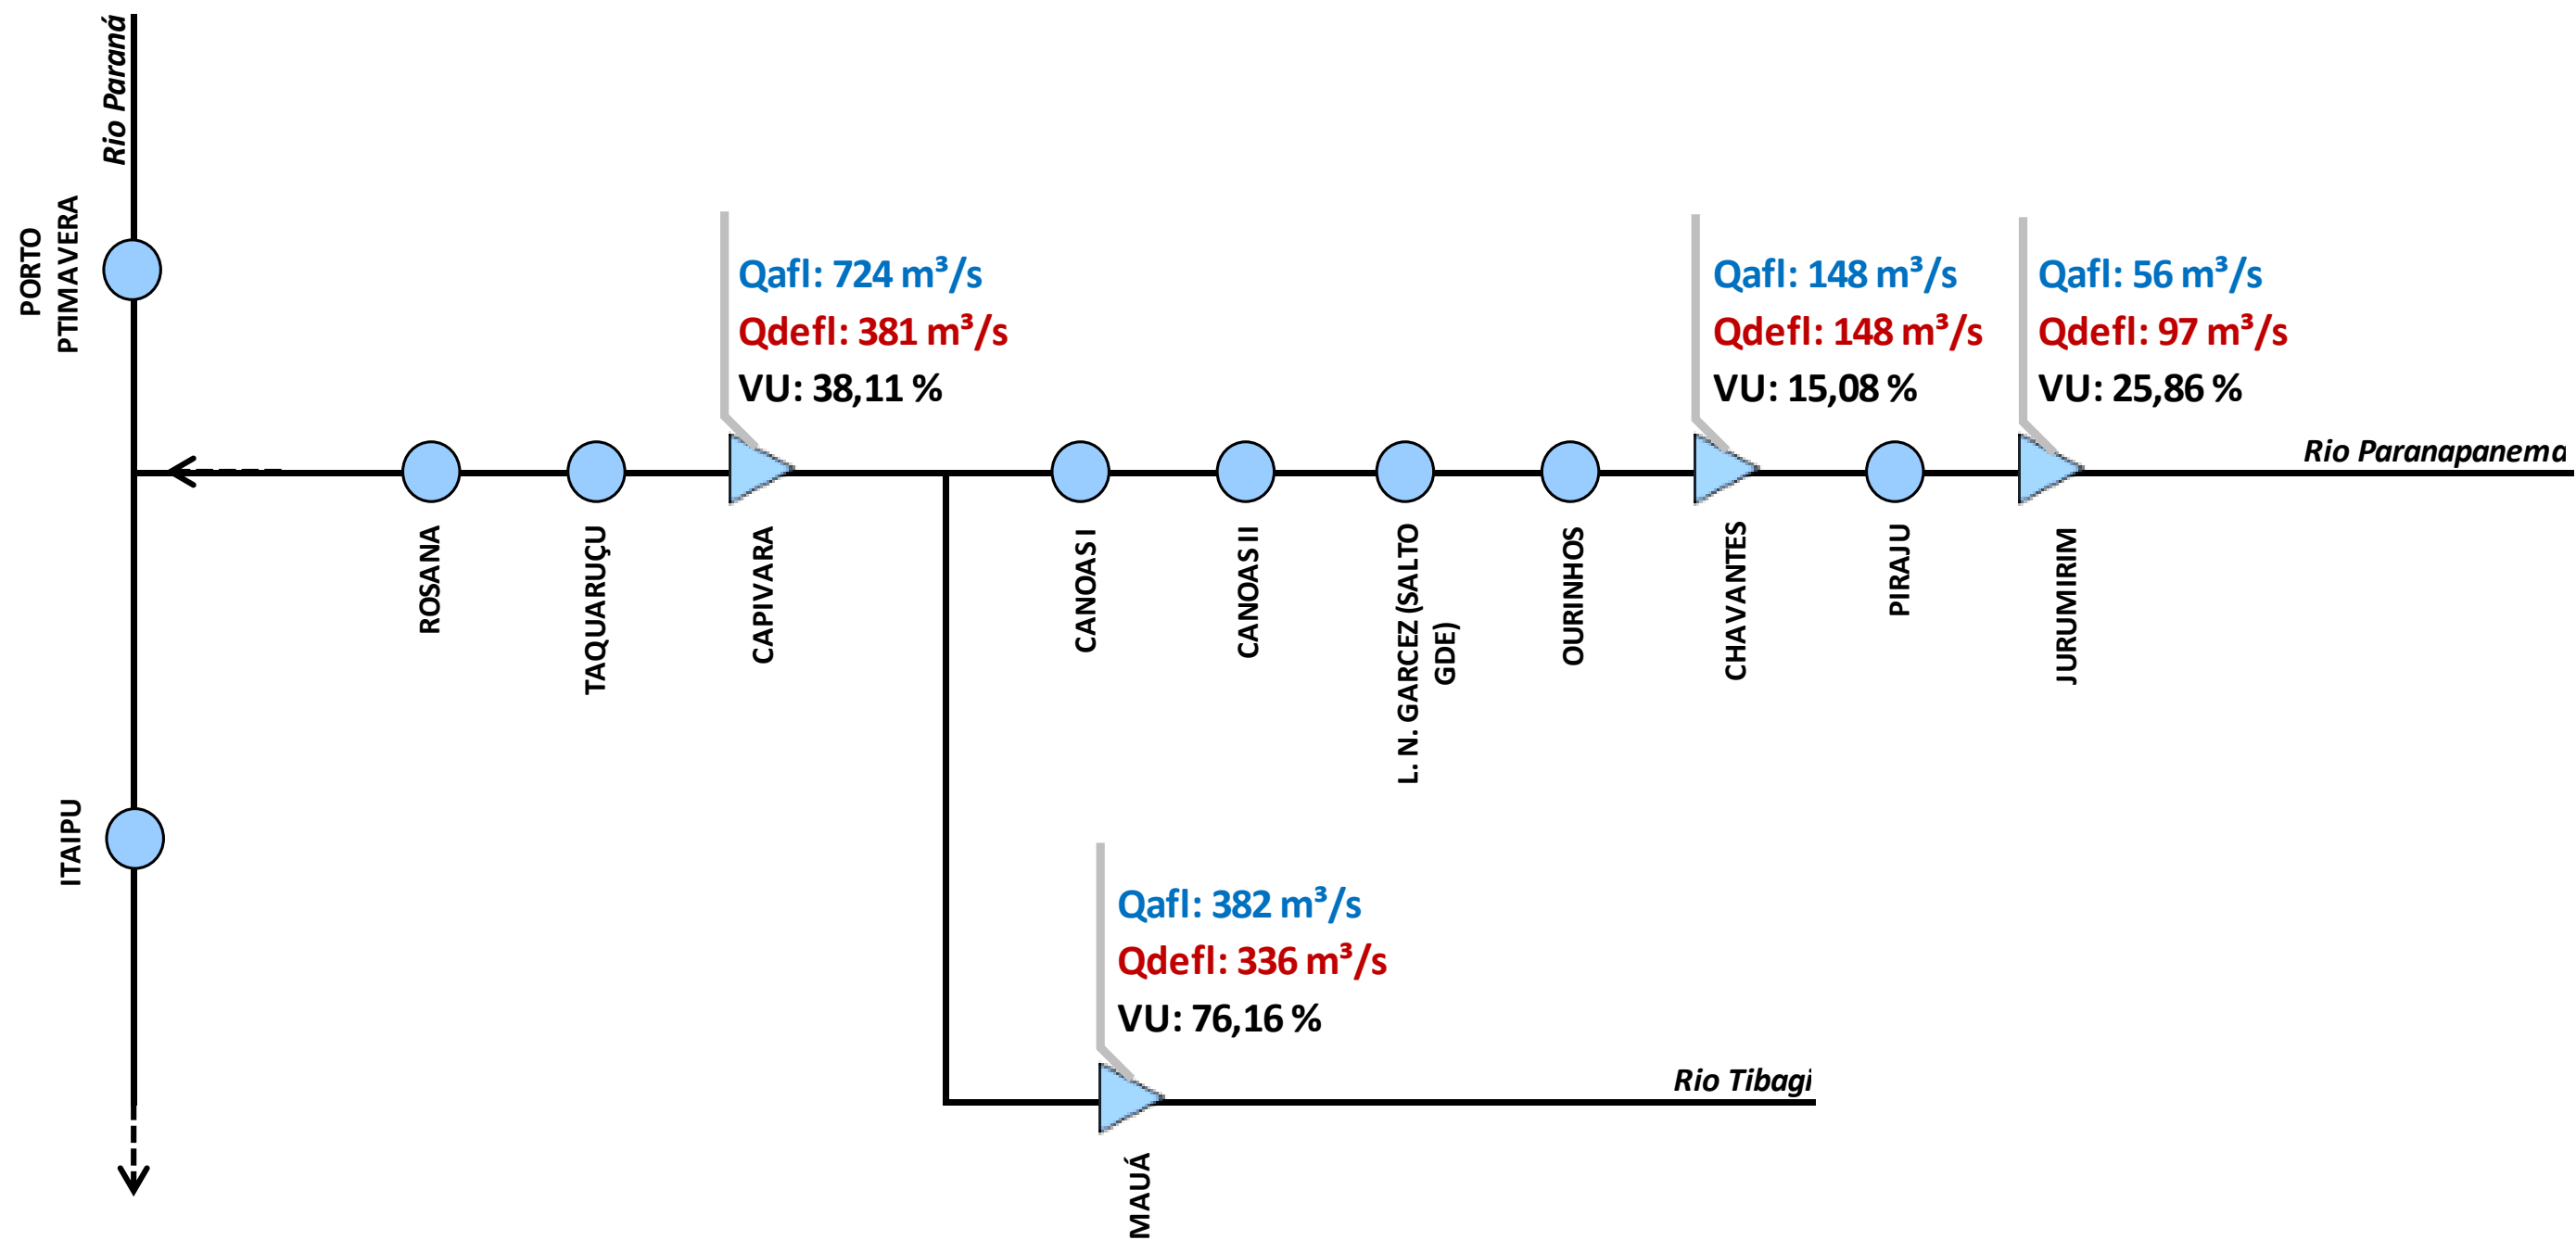 Rio Paraná
PORTO
PTIMAVERA
Qafl: 724 m³/s
Qdefl: 381 m³/s
VU: 38,11 %
Qafl: 148 m³/s
Qdefl: 148 m³/s
VU: 15,08 %
Qafl: 56 m³/s
Qdefl: 97 m³/s
VU: 25,86 %
Rio Paranapanema
ROSANA
TAQUARUÇU
CAPIVARA
CANOAS I
CANOAS II
L. N. GARCEZ (SALTO
GDE)
OURINHOS
CHAVANTES
PIRAJU
JURUMIRIM
ITAIPU
Qafl: 382 m³/s
Qdefl: 336 m³/s
VU: 76,16 %
Rio Tibagi
MAUÁ